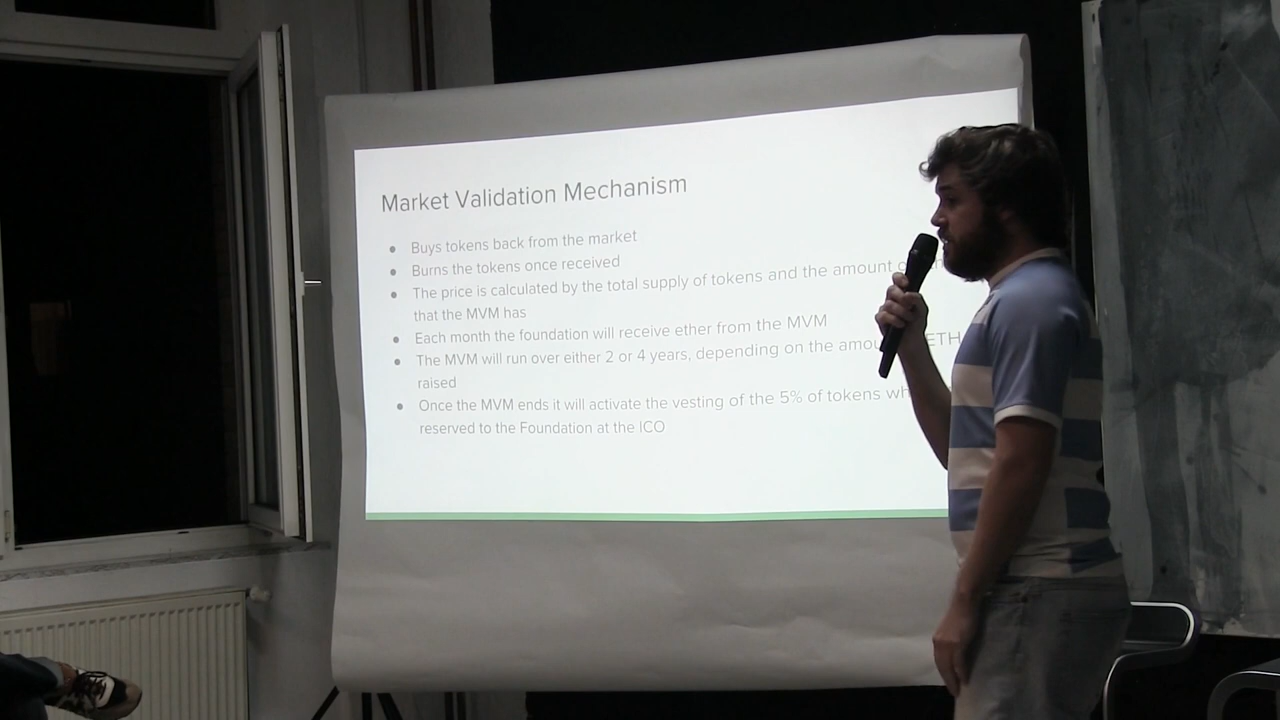 Market Validation Mechanism
Buys tokens back from the market
Burns the tokens once received
The price is calculated by the total supply of tokens and the amount
that the MVM has
Each month the foundation will receive ether from the MVM
The MVM will run over either 2 or 4 years, depending on the ETH
raised
Once the MVM ends it will activate the vesting of the 5% of tokens
reserved to the Foundation at the ICO